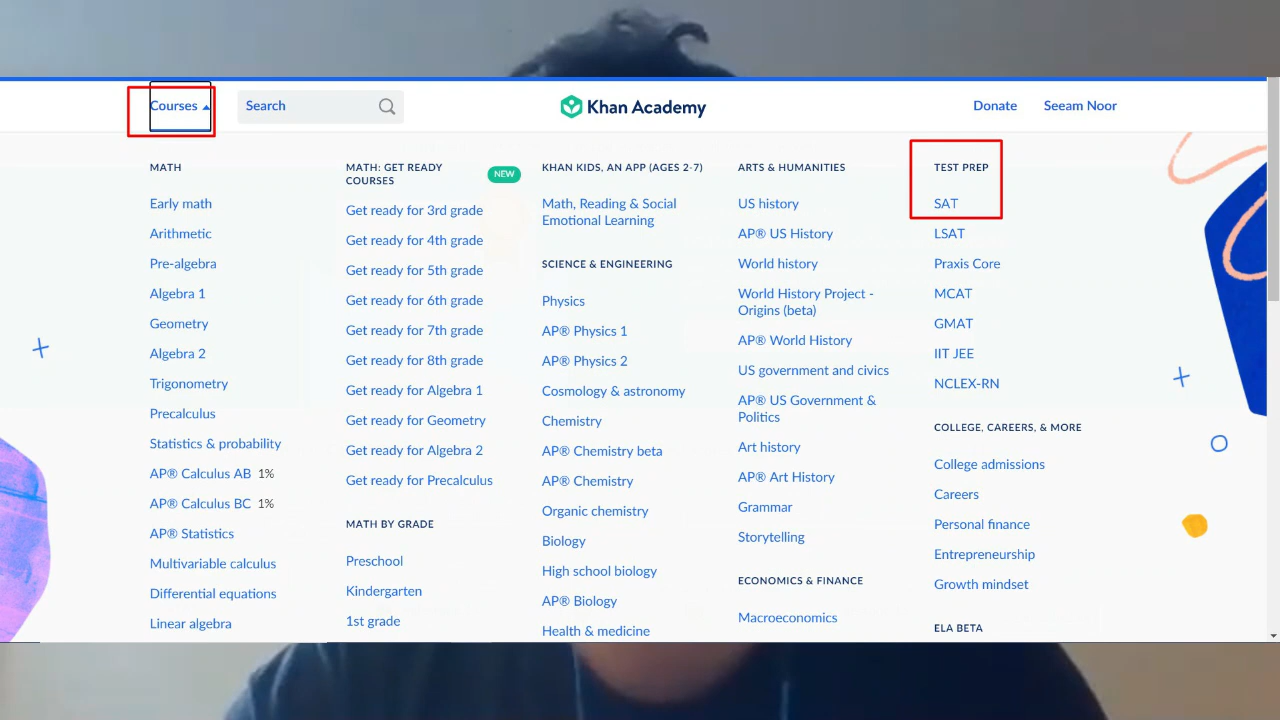 Courses
Search
Khan Academy
Donate
Seeam Noor
MATH
Early math
Arithmetic
Pre-algebra
Algebra 1
Geometry
Algebra 2
Trigonometry
Precalculus
Statistics & probability
AP® Calculus AB 1%
AP® Calculus BC 1%
AP® Statistics
Multivariable calculus
Differential equations
Linear algebra
MATH: GET READY
COURSES
NEW
Get ready for 3rd grade
Get ready for 4th grade
Get ready for 5th grade
Get ready for 6th grade
Get ready for 7th grade
Get ready for 8th grade
Get ready for Algebra 1
Get ready for Geometry
Get ready for Algebra 2
Get ready for Precalculus
MATH BY GRADE
Preschool
Kindergarten
1st grade
KHAN KIDS, AN APP (AGES 2-7)
Math, Reading & Social
Emotional Learning
SCIENCE & ENGINEERING
Physics
AP® Physics 1
AP® Physics 2
Cosmology & astronomy
Chemistry
AP® Chemistry beta
AP® Chemistry
Organic chemistry
Biology
High school biology
AP® Biology
Health & medicine
ARTS & HUMANITIES
US history
AP® US History
World history
World History Project -
Origins (beta)
AP® World History
US government and civics
AP® US Government &
Politics
Art history
AP® Art History
Grammar
Storytelling
ECONOMICS & FINANCE
Macroeconomics
TEST PREP
SAT
LSAT
Praxis Core
MCAT
GMAT
IIT JEE
NCLEX-RN
COLLEGE, CAREERS, & MORE
College admissions
Careers
Personal finance
Entrepreneurship
Growth mindset
ELA BETA